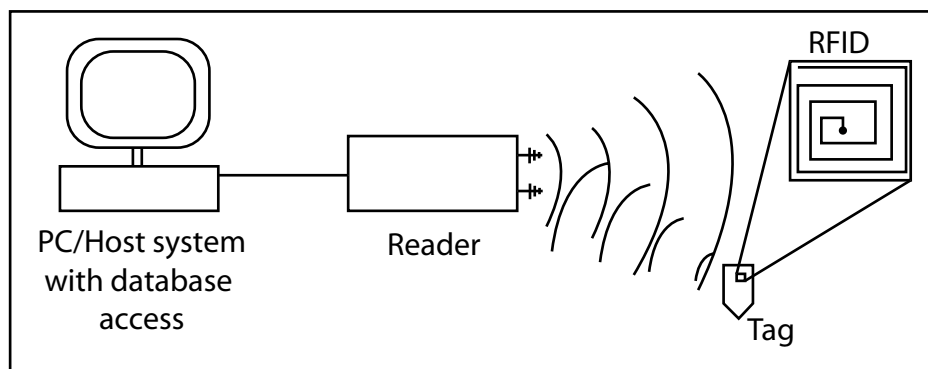 RFID
PC/Host system
with database
access
Reader
Tag